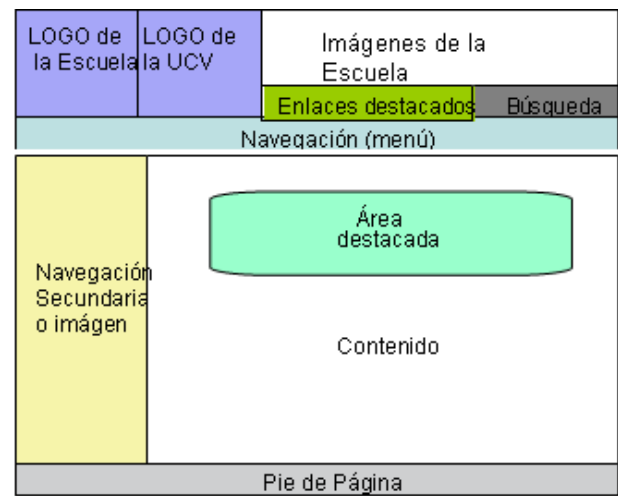 LOGO de
la Escuela
LOGO de
la UCV
Imágenes de la
Escuela
Enlaces destacados
Búsqueda
Navegación (menú)
Navegación
Secundaria
o imágen
Área
destacada
Contenido
Pie de Página